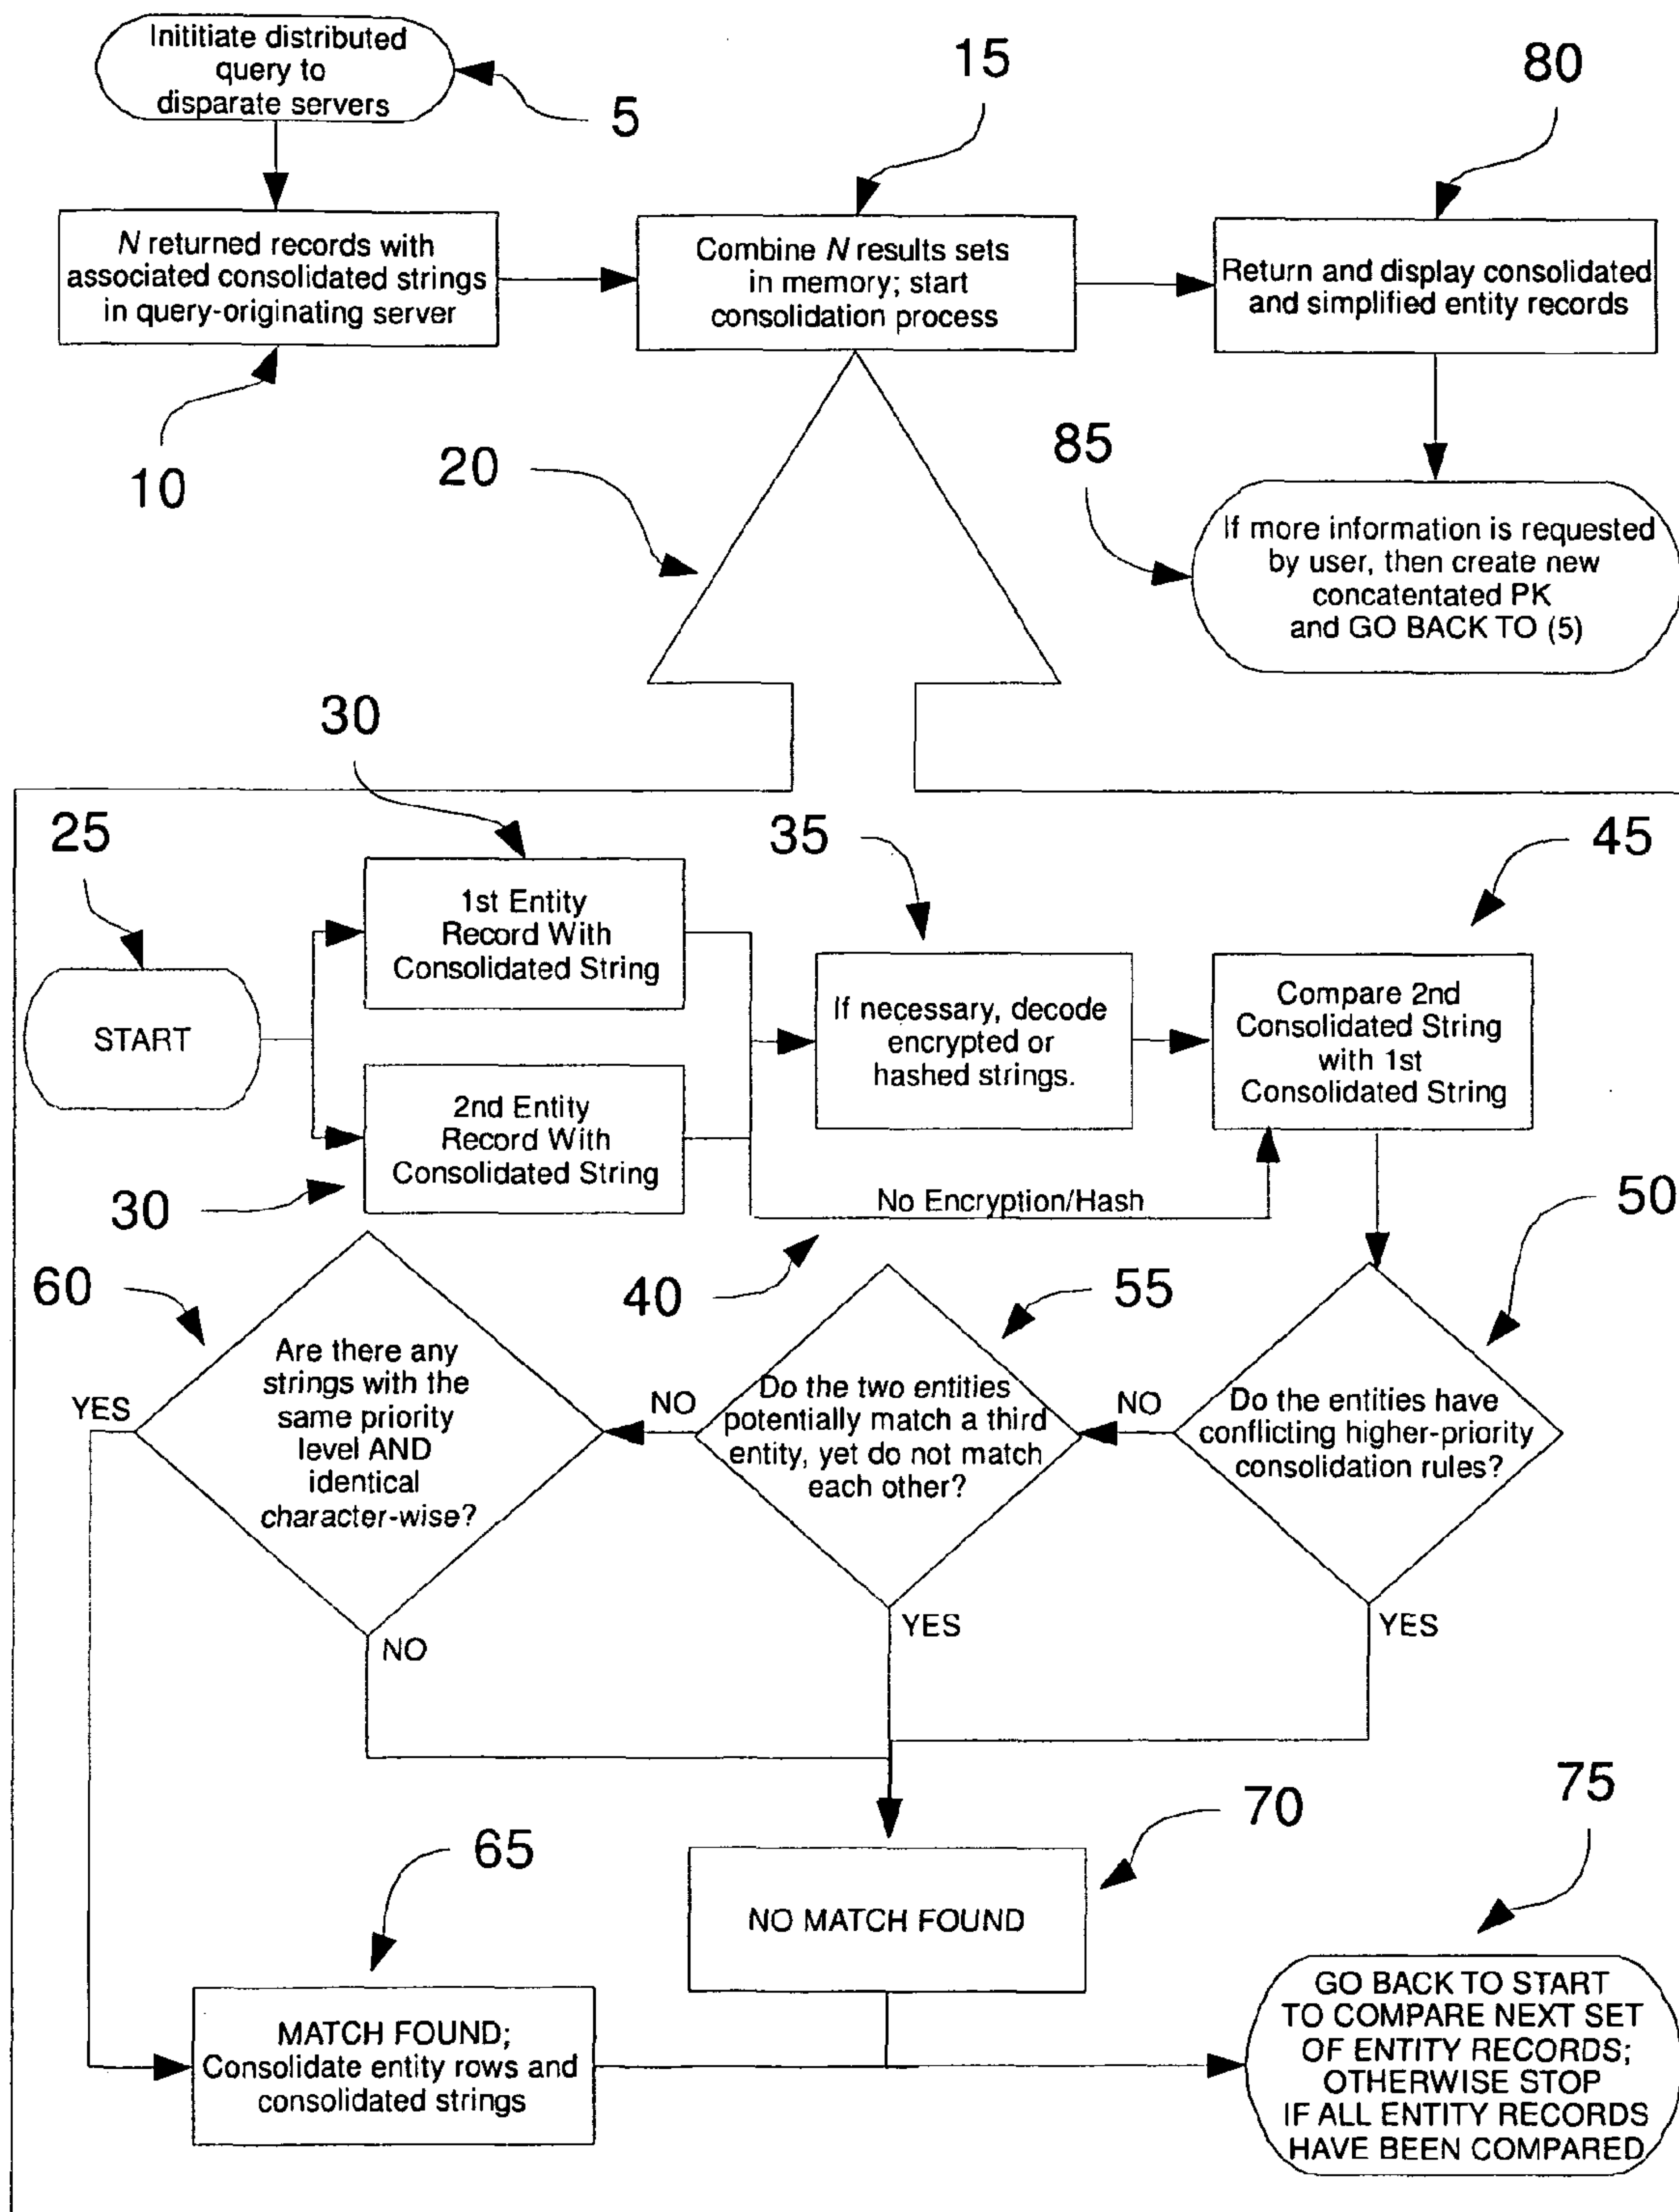 Inititiate distributed
query to
disparate servers
5
15
80
N returned records with
associated consolidated strings
in query-originating server
Combine N results sets
in memory; start
consolidation process
Return and display consolidated
and simplified entity records
10
20
85
If more information is requested
by user, then create new
concatentated PK
and GO BACK TO (5)
30
25
35
45
START
1st Entity
Record With
Consolidated String
2nd Entity
Record With
Consolidated String
30
If necessary, decode
encrypted or
hashed strings.
Compare 2nd
Consolidated String
with 1st
Consolidated String
No Encryption/Hash
40
50
55
60
Do the entities have
conflicting higher-priority
consolidation rules?
NO
YES
Do the two entities
potentially match a third
entity, yet do not match
each other?
NO
YES
Are there any
strings with the
same priority
level AND
identical
character-wise?
YES
NO
65
70
75
NO MATCH FOUND
MATCH FOUND;
Consolidate entity rows and
consolidated strings
GO BACK TO START
TO COMPARE NEXT SET
OF ENTITY RECORDS;
OTHERWISE STOP
IF ALL ENTITY RECORDS
HAVE BEEN COMPARED